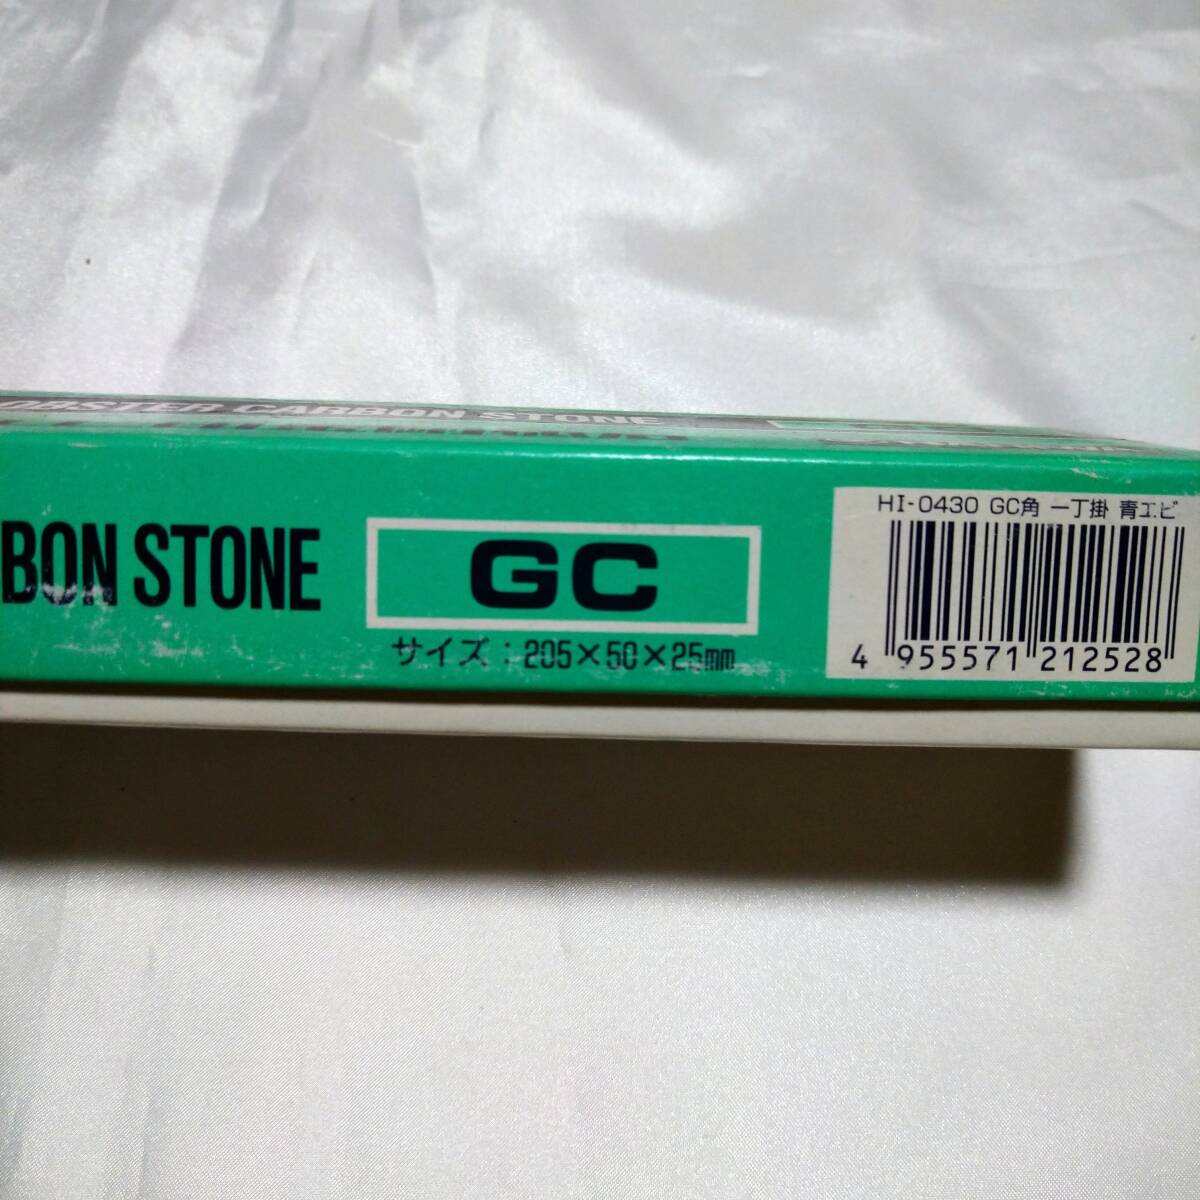 LOBSTER CARBON STONE
BON STONE
GC
サイズ：205×50×25mm
HI-0430 GC角 一丁掛 青エビ
4 955571 212528